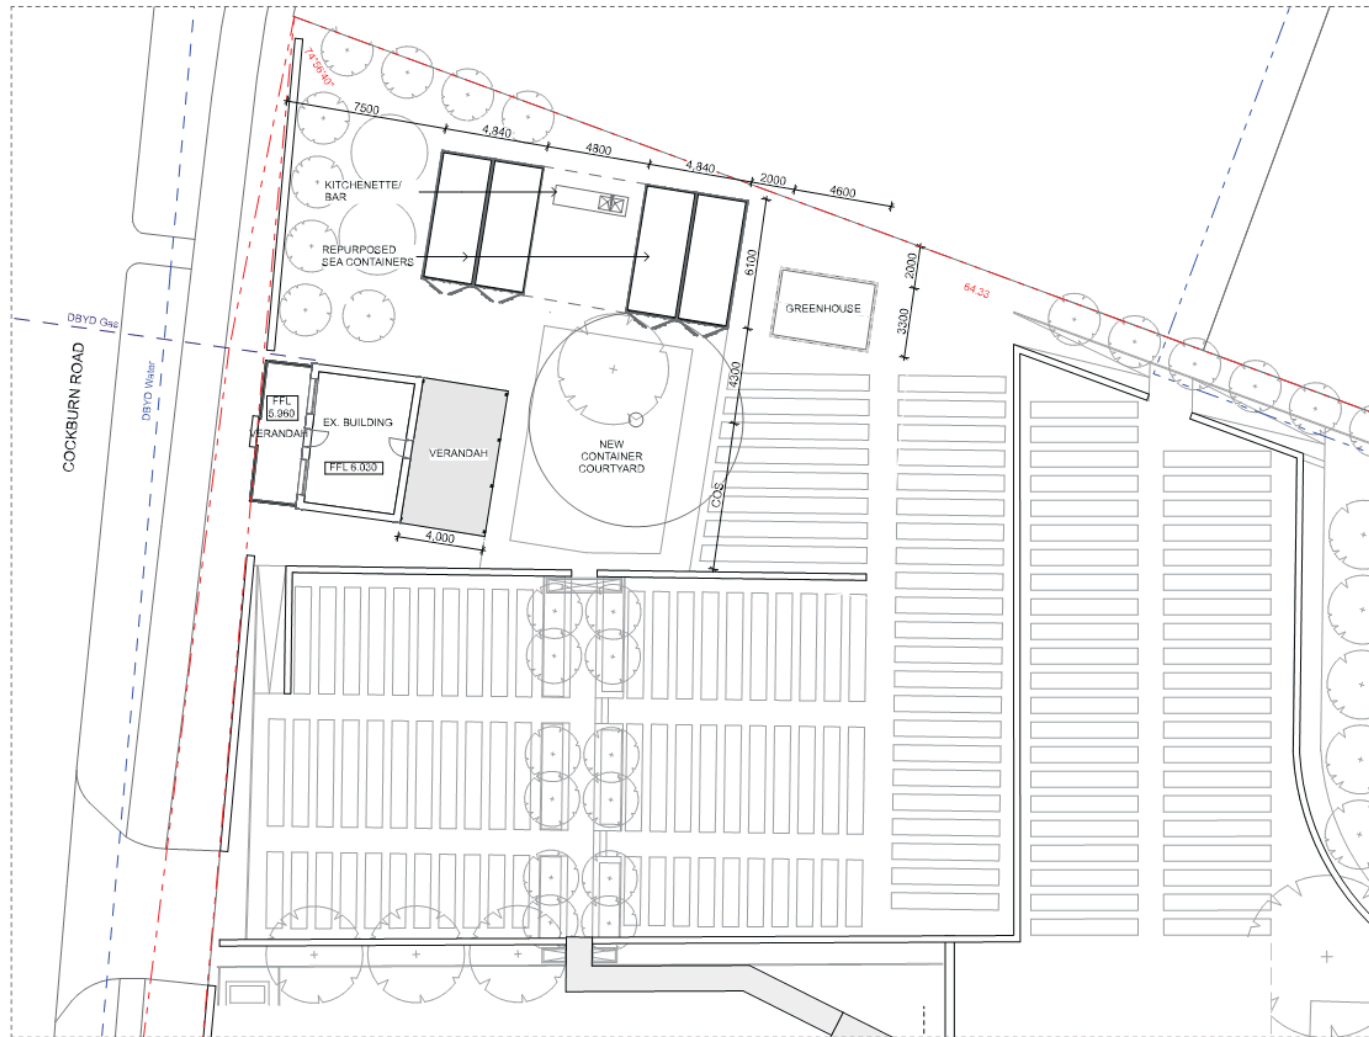 74°56'40"
7500
4,840
4800
4,840
2000
4600
KITCHENETTE/
BAR
REPURPOSED
SEA CONTAINERS
6100
2000
64.33
GREENHOUSE
3300
DBYD Gas
COCKBURN ROAD
DBYD Water
FFL
5.960
VERANDAH
EX. BUILDING
FFL 6.030
VERANDAH
4,000
4300
NEW
CONTAINER
COURTYARD
COS